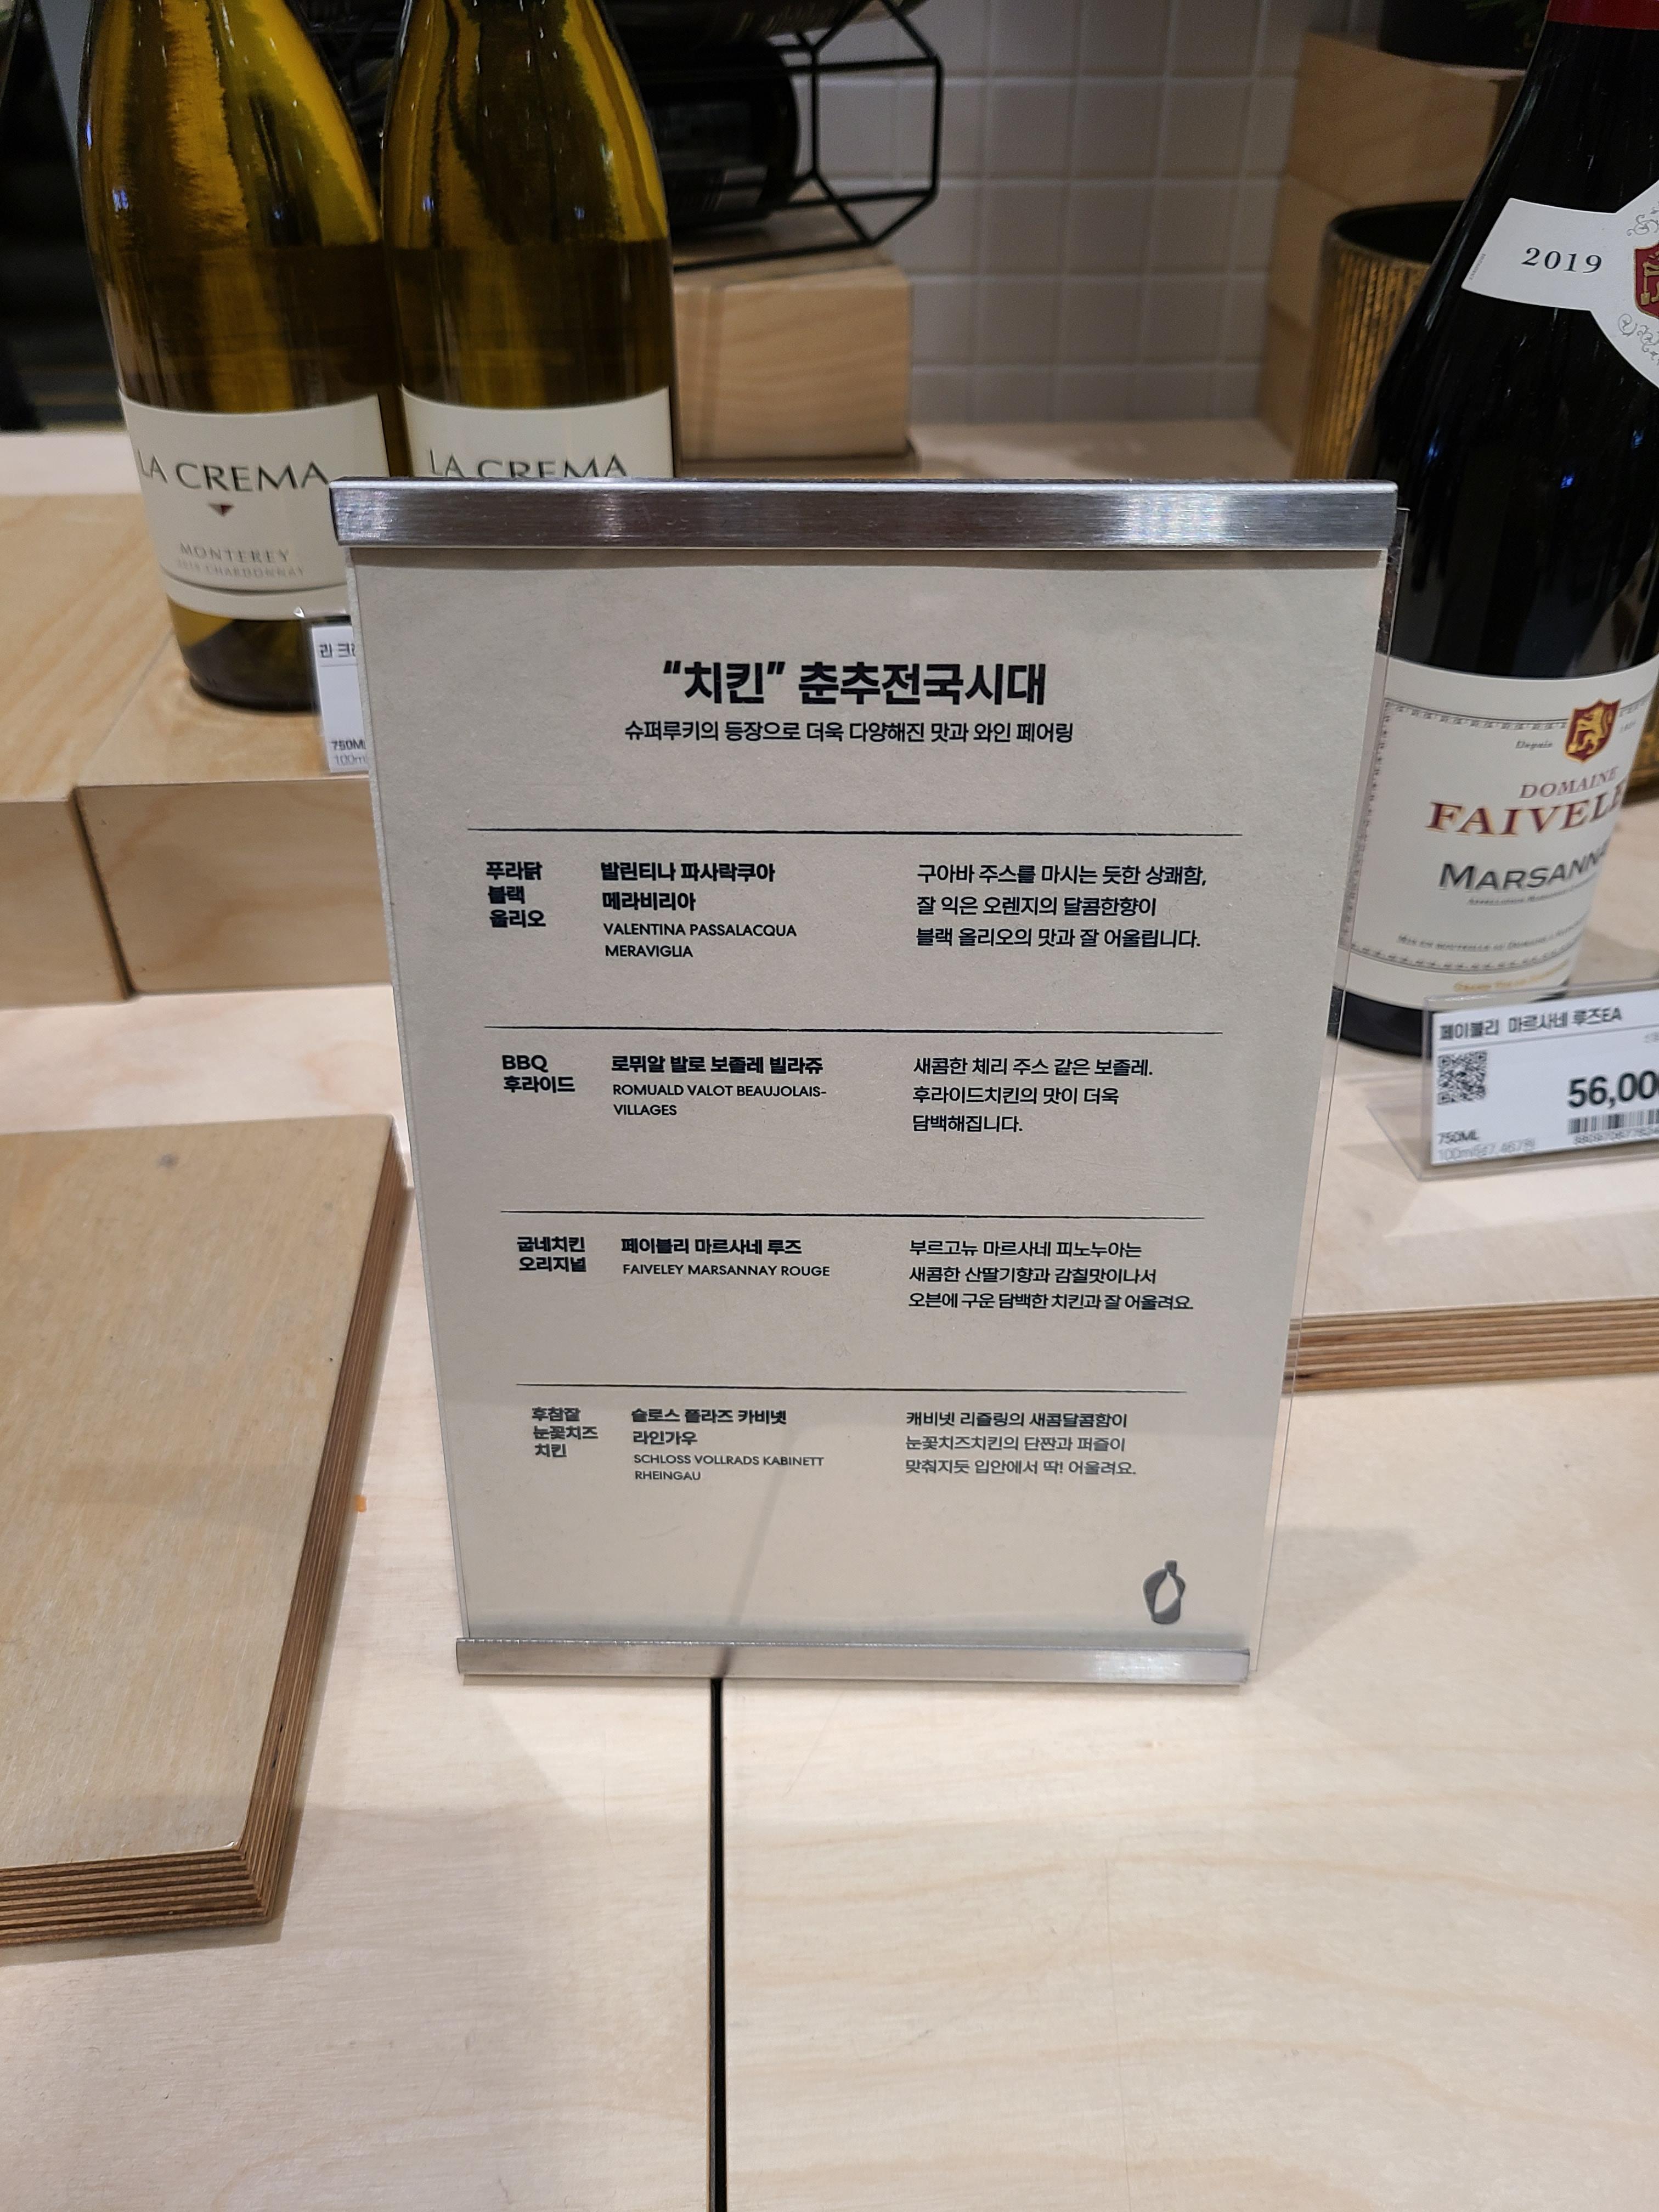 LA CREMA
MONTEREY
2019 CHARDONNAY
LA CREMA
라 크
750ML
2019
Depuis
DOMAINE
FAIVELE
MARSANNA
페이블리 마르사네 루즈EA
56,00
750ML
“치킨” 춘추전국시대
슈퍼루키의 등장으로 더욱 다양해진 맛과 와인 페어링
푸라닭
블랙
올리오
발린티나 파사락쿠아
메라비리아
VALENTINA PASSALACQUA
MERAVIGLIA
구아바 주스를 마시는 듯한 상쾌함,
잘 익은 오렌지의 달콤한향이
블랙 올리오의 맛과 잘 어울립니다.
BBQ
후라이드
로뮈알 발로 보졸레 빌라쥬
ROMUALD VALOT BEAUJOLAIS-
VILLAGES
새콤한 체리 주스 같은 보졸레.
후라이드치킨의 맛이 더욱
담백해집니다.
굽네치킨
오리지널
페이블리 마르사네 루즈
FAIVELEY MARSANNAY ROUGE
부르고뉴 마르사네 피노누아는
새콤한 산딸기향과 감칠맛이나서
오븐에 구운 담백한 치킨과 잘 어울려요.
후참잘
눈꽃치즈
치킨
슐로스 폴라즈 카비넷
라인가우
SCHLOSS VOLLRADS KABINETT
RHEINGAU
캐비넷 리즐링의 새콤달콤함이
눈꽃치즈치킨의 단짠과 퍼즐이
맞춰지듯 입안에서 딱! 어울려요.